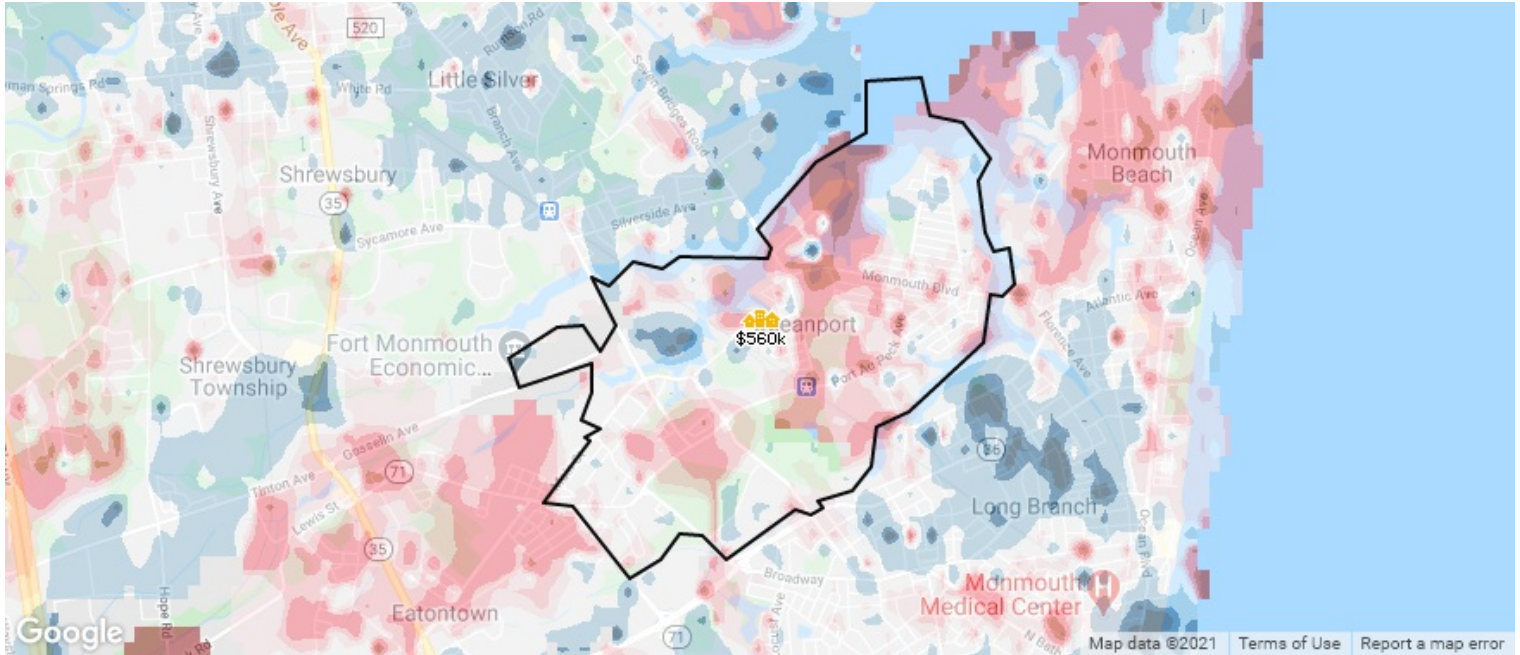 520
Rumson Rd
Little Silver
White Rd
Seven Bridges Road
Branch Ave
Shrewsbury Ave
Shrewsbury
35
Sycamore Ave
Silverside Ave
Monmouth
Beach
Ocean Ave
Monmouth Blvd
Atlantic Ave
Florence Ave
eanport
$560k
Fort Monmouth
Economic...
Port Au Peck Ave
Shrewsbury
Township
Gosselin Ave
71
Tinton Ave
Lewis St
36
Long Branch
Ocean Blvd
35
Broadway
Monmouth
Medical Center
H
Eatontown
Hope Rd
71
Locust Ave
Google
Map data ©2021
Terms of Use
Report a map error